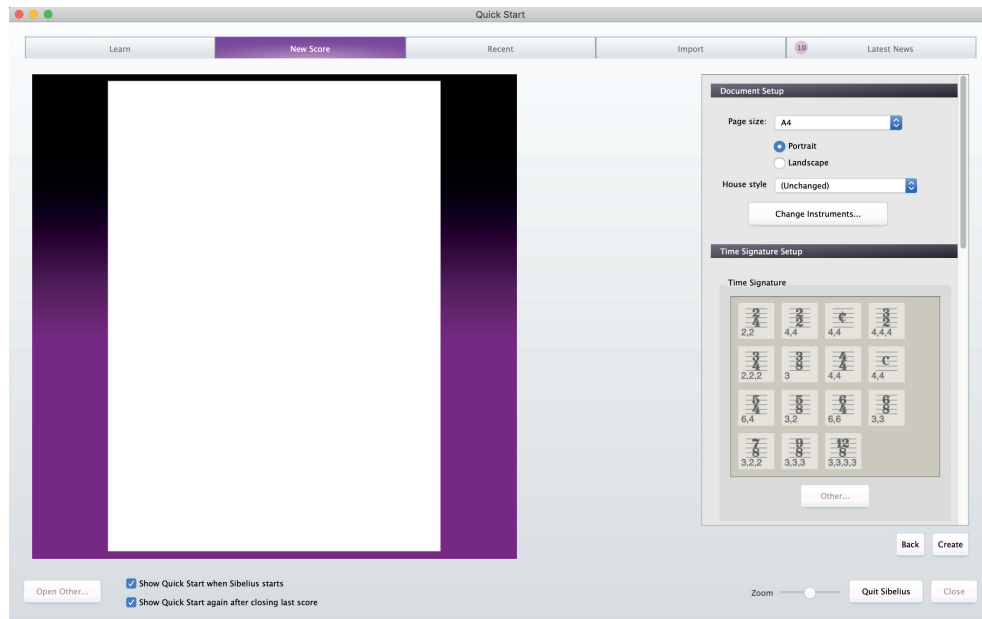 Quick Start
Learn
New Score
Recent
Import
10
Latest News
Document Setup
Page size: A4
Portrait
Landscape
House style (Unchanged)
Change Instruments...
Time Signature Setup
Time Signature
2/4 2/2 ¢ 3/2
2,2 4,4 4,4 4,4,4
3/4 3/8 4/4 C
2,2,2 3 4,4 4,4
5/4 5/8 6/4 6/8
6,4 3,2 6,6 3,3
7/8 9/8 12/8
3,2,2 3,3,3 3,3,3,3
Other...
Back
Create
Open Other...
Show Quick Start when Sibelius starts
Show Quick Start again after closing last score
Zoom
Quit Sibelius
Close